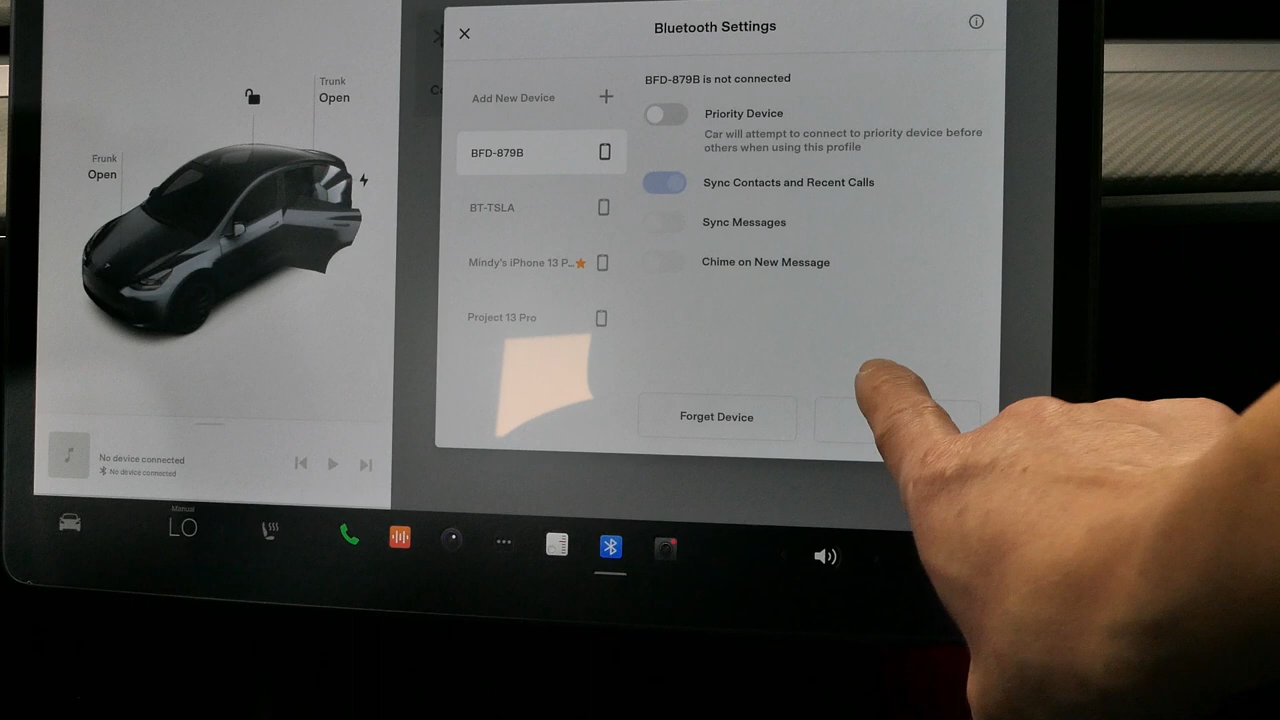 Trunk
Open
Frunk
Open
No device connected
No device connected
Bluetooth Settings
Add New Device
BFD-879B
BT-TSLA
Mindy's iPhone 13 P...
Project 13 Pro
BFD-879B is not connected
Priority Device
Car will attempt to connect to priority device before
others when using this profile
Sync Contacts and Recent Calls
Sync Messages
Chime on New Message
Forget Device
Manual
LO